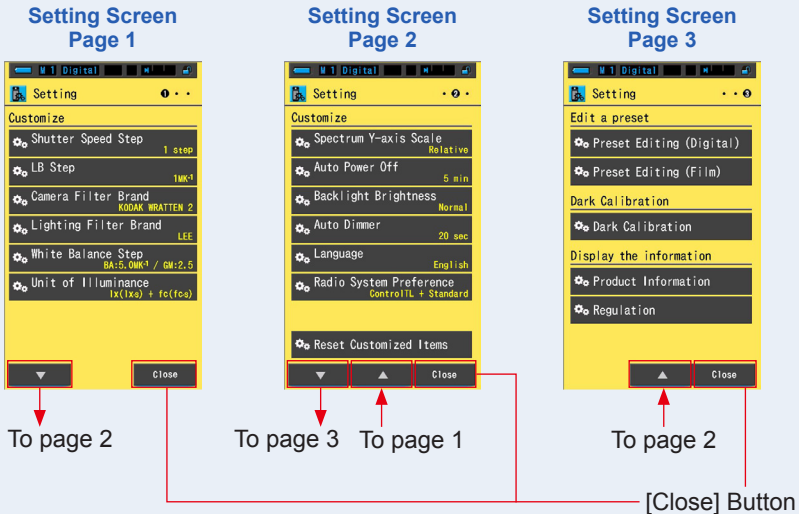 Setting Screen
Page 1
M 1 Digital
Setting
❶ · ·
Customize
Shutter Speed Step
1 step
LB Step
1MK⁻¹
Camera Filter Brand
KODAK WRATTEN 2
Lighting Filter Brand
LEE
White Balance Step
BA:5.0MK⁻¹ / GM:2.5
Unit of Illuminance
lx(lxs) + fc(fcs)
▼
Close
To page 2
Setting Screen
Page 2
M 1 Digital
Setting
· ❷ ·
Customize
Spectrum Y-axis Scale
Relative
Auto Power Off
5 min
Backlight Brightness
Normal
Auto Dimmer
20 sec
Language
English
Radio System Preference
ControlTL + Standard
Reset Customized Items
▼
▲
Close
To page 3
To page 1
Setting Screen
Page 3
M 1 Digital
Setting
· · ❸
Edit a preset
Preset Editing (Digital)
Preset Editing (Film)
Dark Calibration
Dark Calibration
Display the information
Product Information
Regulation
▲
Close
To page 2
[Close] Button